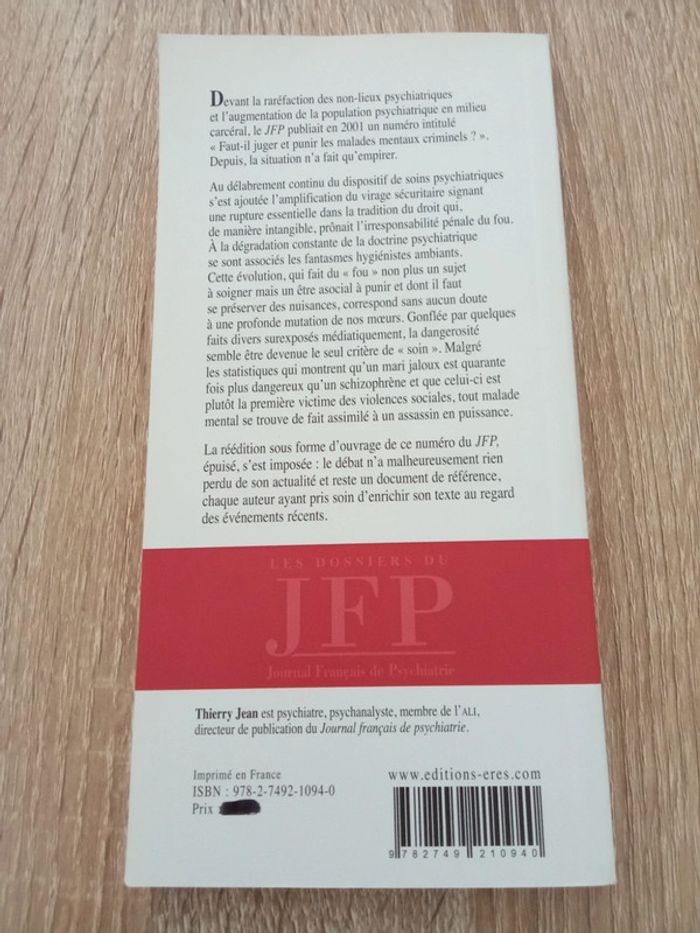 Devant la raréfaction des non-lieux psychiatriques
et l'augmentation de la population psychiatrique en milieu
carcéral, le JFP publiait en 2001 un numéro intitulé
« Faut-il juger et punir les malades mentaux criminels ? ».
Depuis, la situation n'a fait qu'empirer.
Au délabrement continu du dispositif de soins psychiatriques
s'est ajoutée l'amplification du virage sécuritaire signant
une rupture essentielle dans la tradition du droit qui,
de manière intangible, prônait l'irresponsabilité pénale du fou.
À la dégradation constante de la doctrine psychiatrique
se sont associés les fantasmes hygiénistes ambiants.
Cette évolution, qui fait du « fou » non plus un sujet
à soigner mais un être asocial à punir et dont il faut
se préserver des nuisances, correspond sans aucun doute
à une profonde mutation de nos mœurs. Gonflée par quelques
faits divers surexposés médiatiquement, la dangerosité
semble être devenue le seul critère de « soin ». Malgré
les statistiques qui montrent qu'un mari jaloux est quarante
fois plus dangereux qu'un schizophrène et que celui-ci est
plutôt la première victime des violences sociales, tout malade
mental se trouve de fait assimilé à un assassin en puissance.
La réédition sous forme d'ouvrage de ce numéro du JFP,
épuisé, s'est imposée : le débat n'a malheureusement rien
perdu de son actualité et reste un document de référence,
chaque auteur ayant pris soin d'enrichir son texte au regard
des événements récents.
LES DOSSIERS DU
JFP
Journal Français de Psychiatrie
Thierry Jean est psychiatre, psychanalyste, membre de l'ALI,
directeur de publication du Journal français de psychiatrie.
Imprimé en France
ISBN : 978-2-7492-1094-0
Prix
www.editions-eres.com
9 782749 210940